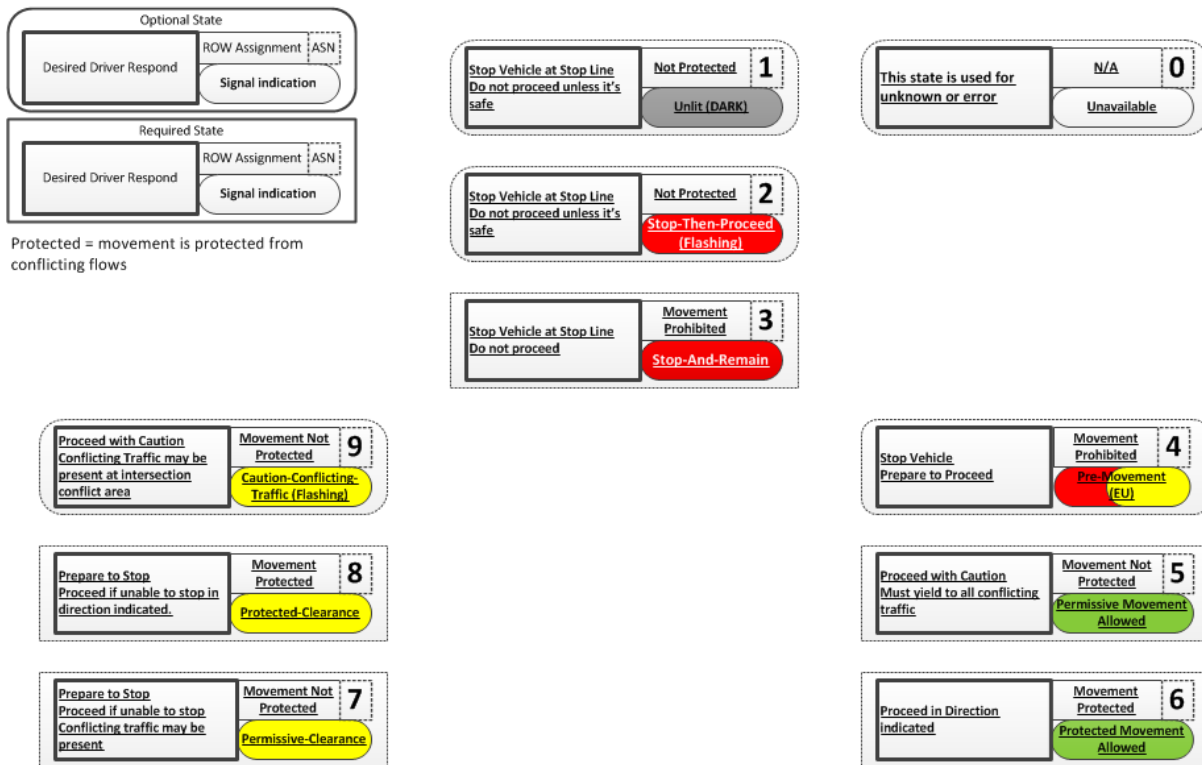 Optional State
Desired Driver Respond
ROW Assignment
ASN
Signal indication
Required State
Desired Driver Respond
ROW Assignment
ASN
Signal indication
Protected = movement is protected from
conflicting flows
Stop Vehicle at Stop Line
Do not proceed unless it's
safe
Not Protected
1
Unlit (DARK)
This state is used for
unknown or error
N/A
0
Unavailable
Stop Vehicle at Stop Line
Do not proceed unless it's
safe
Not Protected
2
Stop-Then-Proceed
(Flashing)
Stop Vehicle at Stop Line
Do not proceed
Movement
Prohibited
3
Stop-And-Remain
Proceed with Caution
Conflicting Traffic may be
present at intersection
conflict area
Movement Not
Protected
9
Caution-Conflicting-
Traffic (Flashing)
Stop Vehicle
Prepare to Proceed
Movement
Prohibited
4
Pre-Movement
(EU)
Prepare to Stop
Proceed if unable to stop in
direction indicated.
Movement
Protected
8
Protected-Clearance
Proceed with Caution
Must yield to all conflicting
traffic
Movement Not
Protected
5
Permissive Movement
Allowed
Prepare to Stop
Proceed if unable to stop
Conflicting traffic may be
present
Movement Not
Protected
7
Permissive-Clearance
Proceed in Direction
indicated
Movement
Protected
6
Protected Movement
Allowed